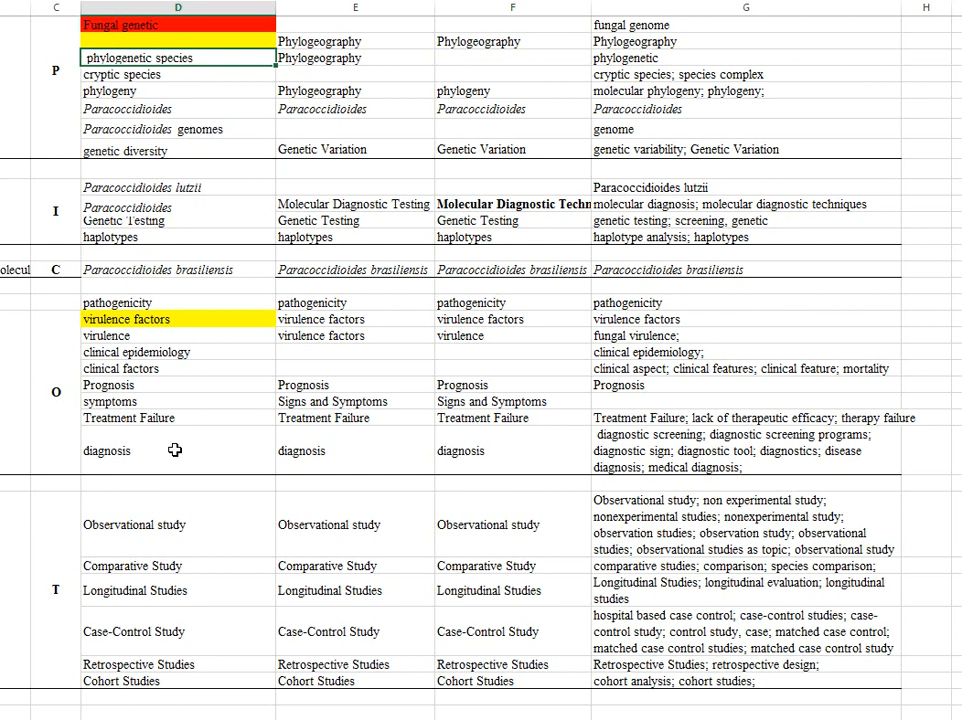 C D E F G H
Fungal genetic fungal genome
Phylogeography Phylogeography Phylogeography
P phylogenetic species Phylogeography phylogenetic
cryptic species cryptic species; species complex
phylogeny Phylogeography phylogeny molecular phylogeny; phylogeny;
Paracoccidioides Paracoccidioides Paracoccidioides Paracoccidioides
Paracoccidioides genomes genome
genetic diversity Genetic Variation Genetic Variation genetic variability; Genetic Variation
Paracoccidioides lutzii Paracoccidioides lutzii
I Paracoccidioides Molecular Diagnostic Testing Molecular Diagnostic Techn molecular diagnosis; molecular diagnostic techniques
Genetic Testing Genetic Testing Genetic Testing genetic testing; screening, genetic
haplotypes haplotypes haplotypes haplotype analysis; haplotypes
olecul C Paracoccidioides brasiliensis Paracoccidioides brasiliensis Paracoccidioides brasiliensis Paracoccidioides brasiliensis
pathogenicity pathogenicity pathogenicity pathogenicity
virulence factors virulence factors virulence factors virulence factors
virulence virulence factors virulence fungal virulence;
clinical epidemiology clinical epidemiology;
clinical factors clinical aspect; clinical features; clinical feature; mortality
O Prognosis Prognosis Prognosis Prognosis
symptoms Signs and Symptoms Signs and Symptoms
Treatment Failure Treatment Failure Treatment Failure Treatment Failure; lack of therapeutic efficacy; therapy failure
diagnostic screening; diagnostic screening programs;
diagnosis diagnosis diagnosis diagnostic sign; diagnostic tool; diagnostics; disease
diagnosis; medical diagnosis;
Observational study; non experimental study;
nonexperimental studies; nonexperimental study;
Observational study Observational study Observational study observation studies; observation study; observational
studies; observational studies as topic; observational study
Comparative Study Comparative Study Comparative Study comparative studies; comparison; species comparison;
T Longitudinal Studies Longitudinal Studies Longitudinal Studies Longitudinal Studies; longitudinal evaluation; longitudinal
studies
hospital based case control; case-control studies; case-
Case-Control Study Case-Control Study Case-Control Study control study; control study, case; matched case control;
matched case control studies; matched case control study
Retrospective Studies Retrospective Studies Retrospective Studies Retrospective Studies; retrospective design;
Cohort Studies Cohort Studies Cohort Studies cohort analysis; cohort studies;